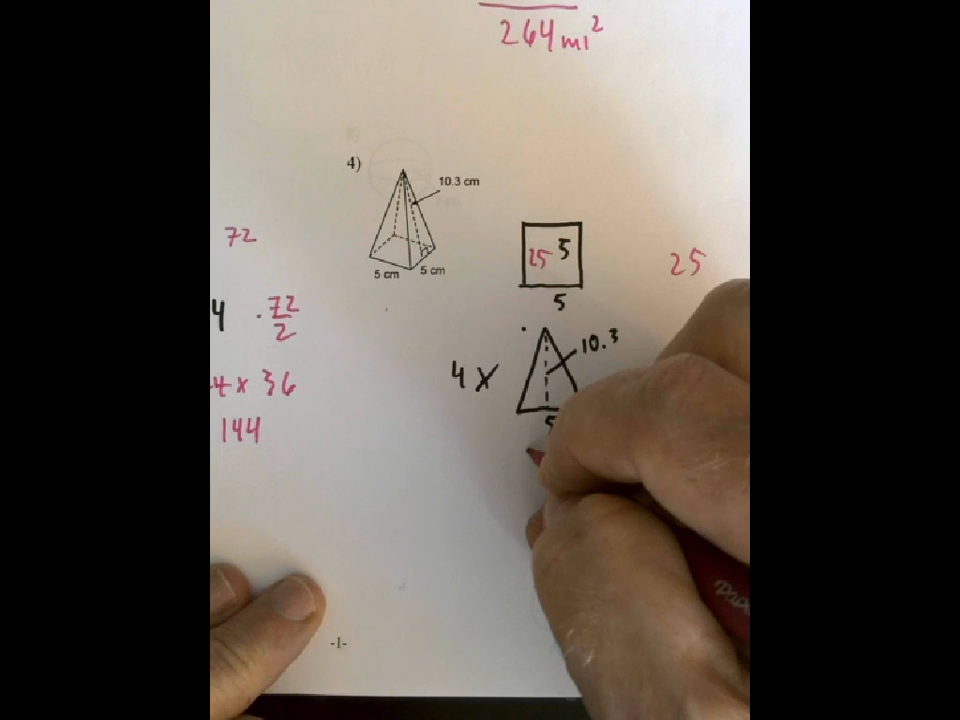 264 mi²
4)
10.3 cm
5 cm 5 cm
72
25 5
25
5
4 · 72/2
10.3
4 x
5
4 x 36
144
-1-